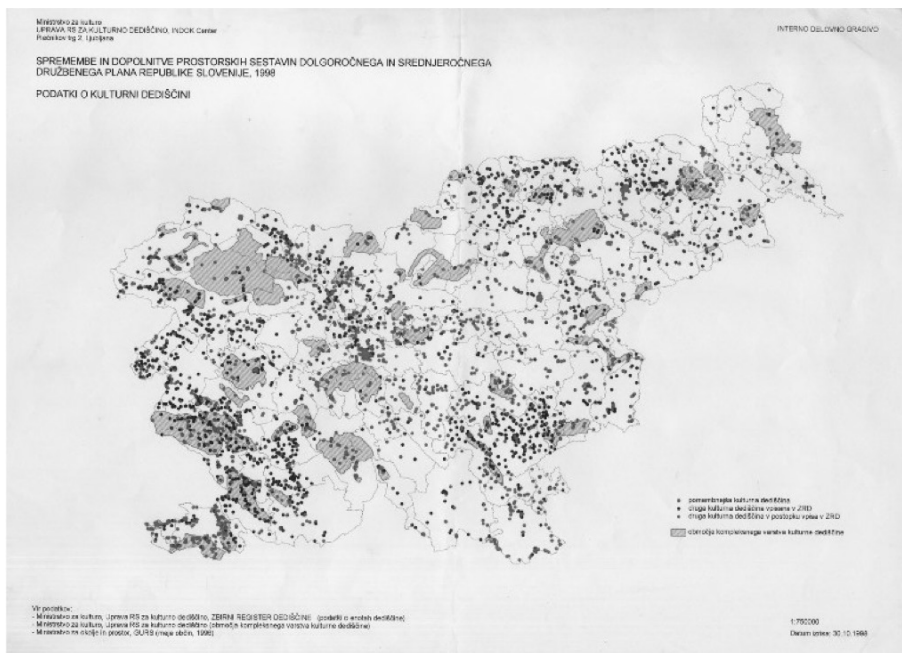 Ministrstvo za kulturo
UPRAVA RS ZA KULTURNO DEDIŠČINO, INDOK Center
Plečnikov trg 2, Ljubljana
INTERNO DELOVNO GRADIVO
SPREMEMBE IN DOPOLNITVE PROSTORSKIH SESTAVIN DOLGOROČNEGA IN SREDNJEROČNEGA
DRUŽBENEGA PLANA REPUBLIKE SLOVENIJE, 1998
PODATKI O KULTURNI DEDIŠČINI
pomembnejša kulturna dediščina
druga kulturna dediščina vpisana v ZRD
druga kulturna dediščina v postopku vpisa v ZRD
območja kompleksnega varstva kulturne dediščine
Vir podatkov:
- Ministrstvo za kulturo, Uprava RS za kulturno dediščino, ZBIRNI REGISTER DEDIŠČINE (podatki o enotah dediščine)
- Ministrstvo za kulturo, Uprava RS za kulturno dediščino (območja kompleksnega varstva kulturne dediščine)
- Ministrstvo za okolje in prostor, GURS (meje občin, 1996)
1:750000
Datum izpisa: 30.10.1998